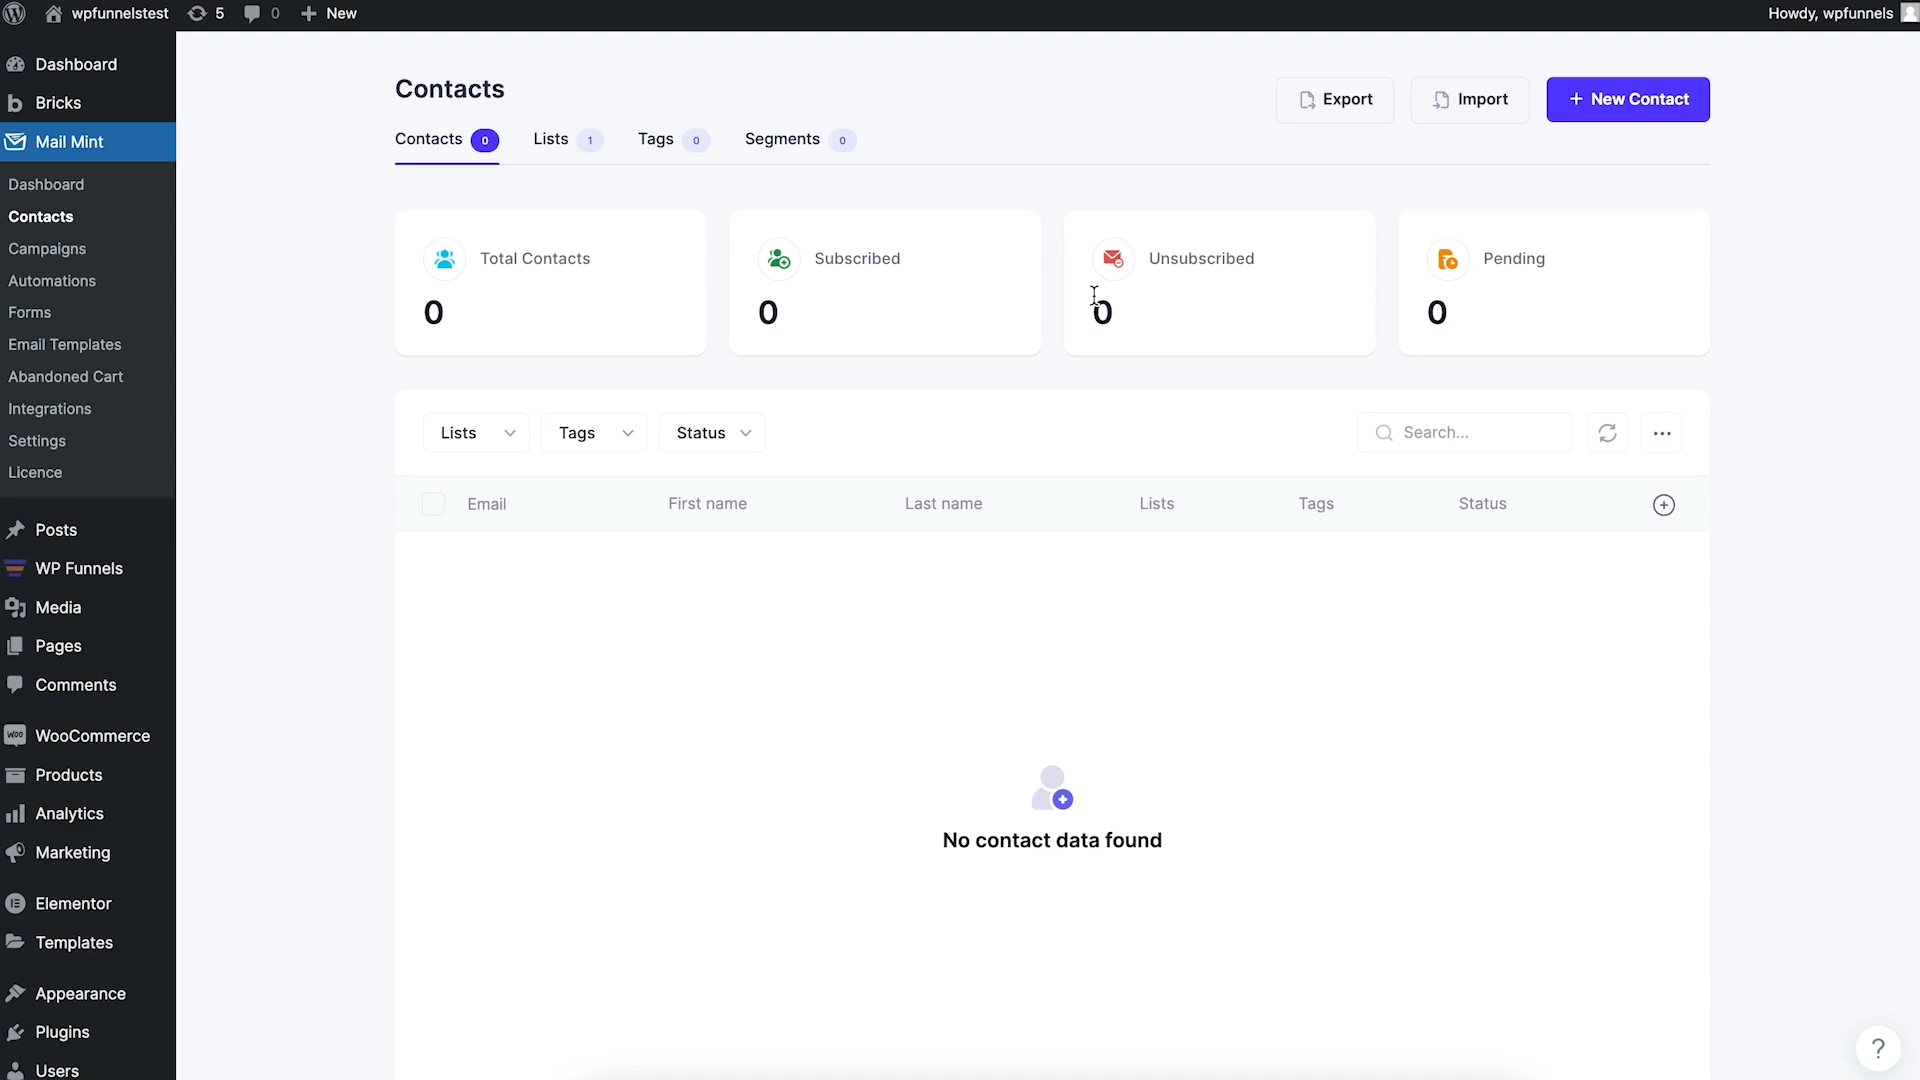 wpfunnelstest 5 0 New Howdy, wpfunnels
Dashboard
Bricks
Mail Mint
Dashboard
Contacts
Campaigns
Automations
Forms
Email Templates
Abandoned Cart
Integrations
Settings
Licence
Posts
WP Funnels
Media
Pages
Comments
WooCommerce
Products
Analytics
Marketing
Elementor
Templates
Appearance
Plugins
Users
Contacts
Export Import New Contact
Contacts 0 Lists 1 Tags 0 Segments 0
Total Contacts
0
Subscribed
0
Unsubscribed
0
Pending
0
Lists Tags Status Search...
Email First name Last name Lists Tags Status
No contact data found
?